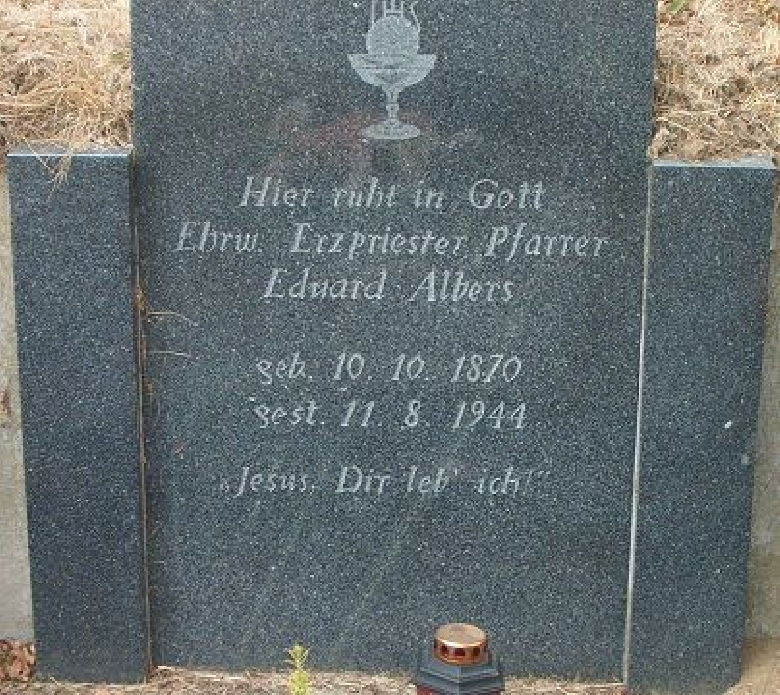 IHS
Hier ruht in Gott
Ehrw. Erzpriester Pfarrer
Eduard Albers
geb. 10. 10. 1870
gest. 11. 8. 1944
„Jesus, Dir leb' ich!“